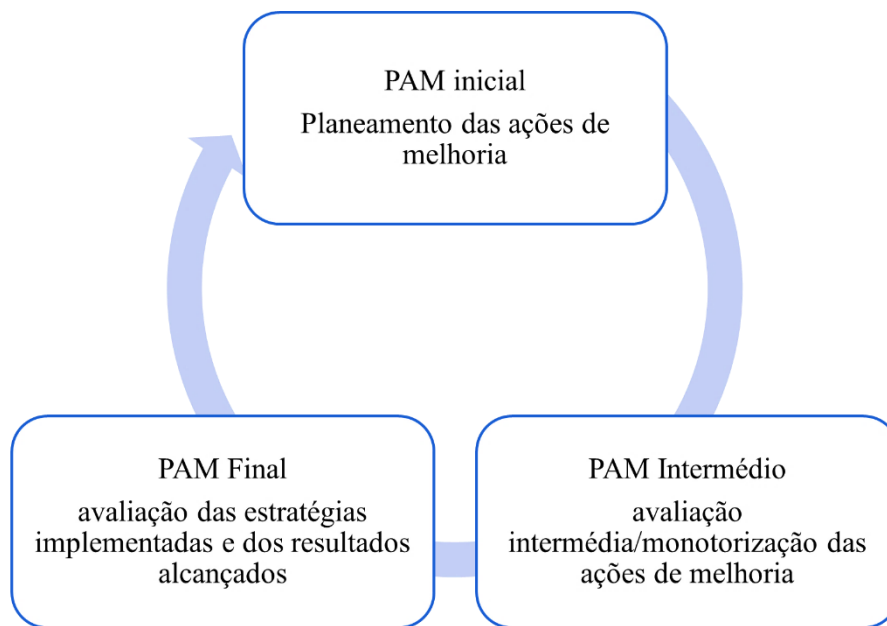 PAM inicial
Planeamento das ações de
melhoria
PAM Final
avaliação das estratégias
implementadas e dos resultados
alcançados
PAM Intermédio
avaliação
intermédia/monotorização das
ações de melhoria